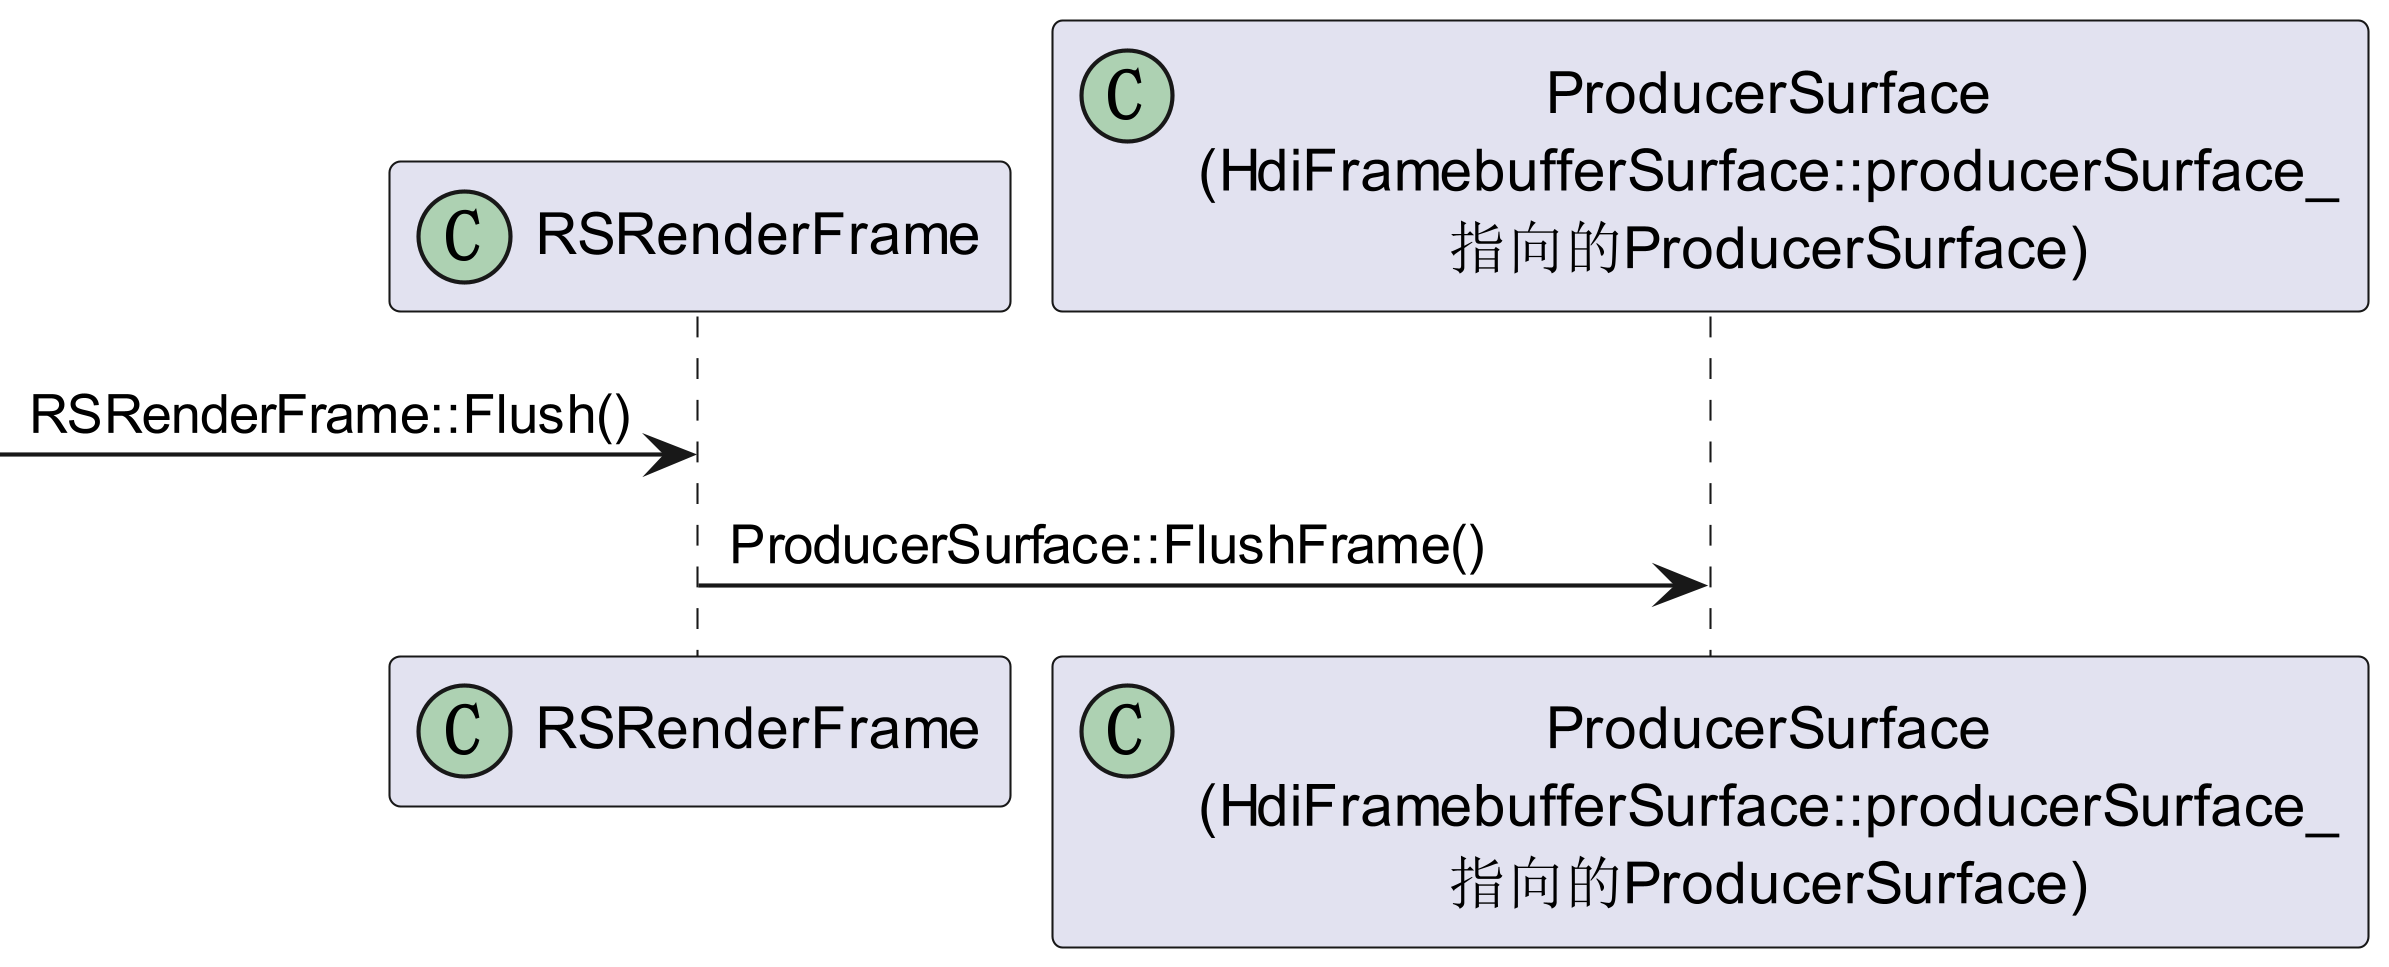 C
ProducerSurface
(HdiFramebufferSurface::producerSurface_
指向的ProducerSurface)
C
RSRenderFrame
RSRenderFrame::Flush()
ProducerSurface::FlushFrame()
C
RSRenderFrame
C
ProducerSurface
(HdiFramebufferSurface::producerSurface_
指向的ProducerSurface)